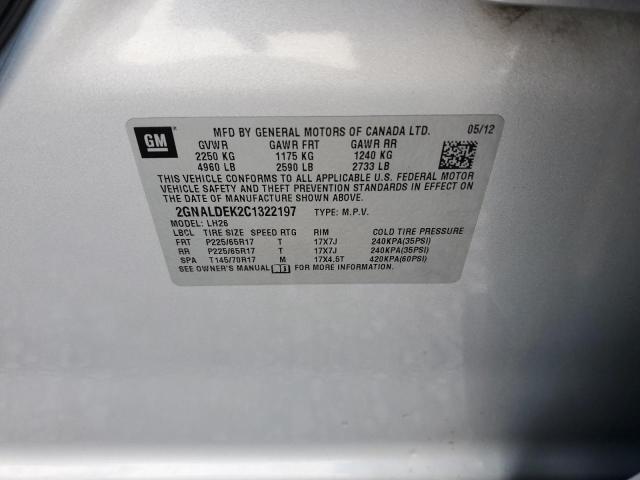 GM
MFD BY GENERAL MOTORS OF CANADA LTD. 05/12
GVWR GAWR FRT GAWR RR
2250 KG 1175 KG 1240 KG
4960 LB 2590 LB 2733 LB
THIS VEHICLE CONFORMS TO ALL APPLICABLE U.S. FEDERAL MOTOR
VEHICLE SAFETY AND THEFT PREVENTION STANDARDS IN EFFECT ON
THE DATE OF MANUFACTURE SHOWN ABOVE.
2GNALDEK2C1322197 TYPE: M.P.V.
MODEL: LH26
LBCL TIRE SIZE SPEED RTG RIM COLD TIRE PRESSURE
FRT P225/65R17 T 17X7J 240KPA(35PSI)
RR P225/65R17 T 17X7J 240KPA(35PSI)
SPA T145/70R17 M 17X4.5T 420KPA(60PSI)
SEE OWNER'S MANUAL FOR MORE INFORMATION.